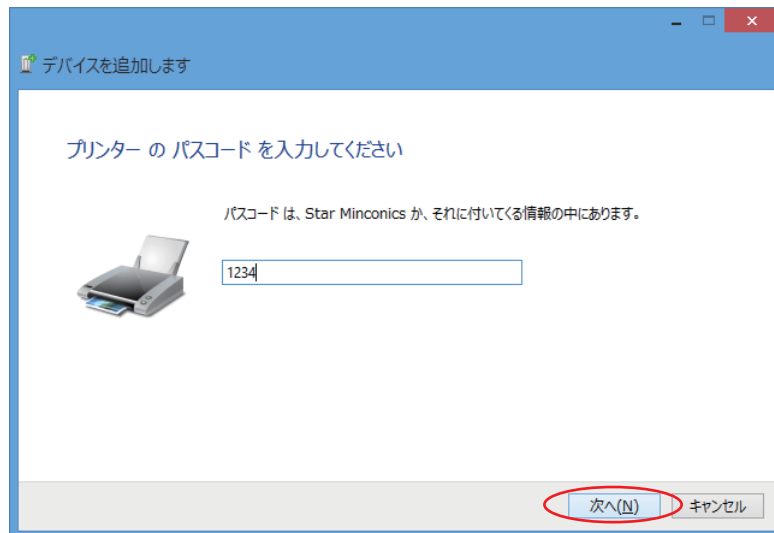 デバイスを追加します
プリンター の パスコード を入力してください
パスコード は、Star Minconics か、それに付いてくる情報の中にあります。
1234
次へ(N)
キャンセル